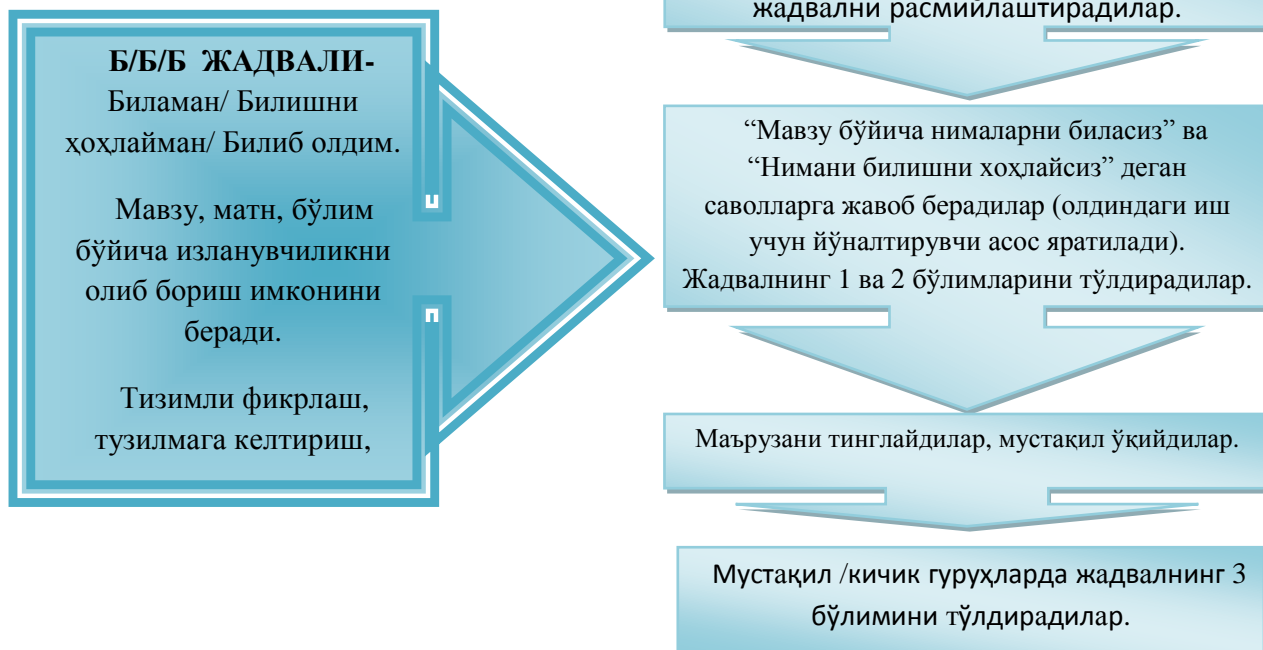 Б/Б/Б ЖАДВАЛИ-
Биламан/ Билишни
ҳоҳлайман/ Билиб олдим.
Мавзу, матн, бўлим
бўйича изланувчиликни
олиб бориш имконини
беради.
Тизимли фикрлаш,
тузилмага келтириш,
жадвални расмийлаштирадилар.
“Мавзу бўйича нималарни биласиз” ва
“Нимани билишни хоҳлайсиз” деган
саволларга жавоб берадилар (олдиндаги иш
учун йўналтирувчи асос яратилади).
Жадвалнинг 1 ва 2 бўлимларини тўлдирадилар.
Маърузани тинглайдилар, мустақил ўқийдилар.
Мустақил /кичик гуруҳларда жадвалнинг 3
бўлимини тўлдирадилар.